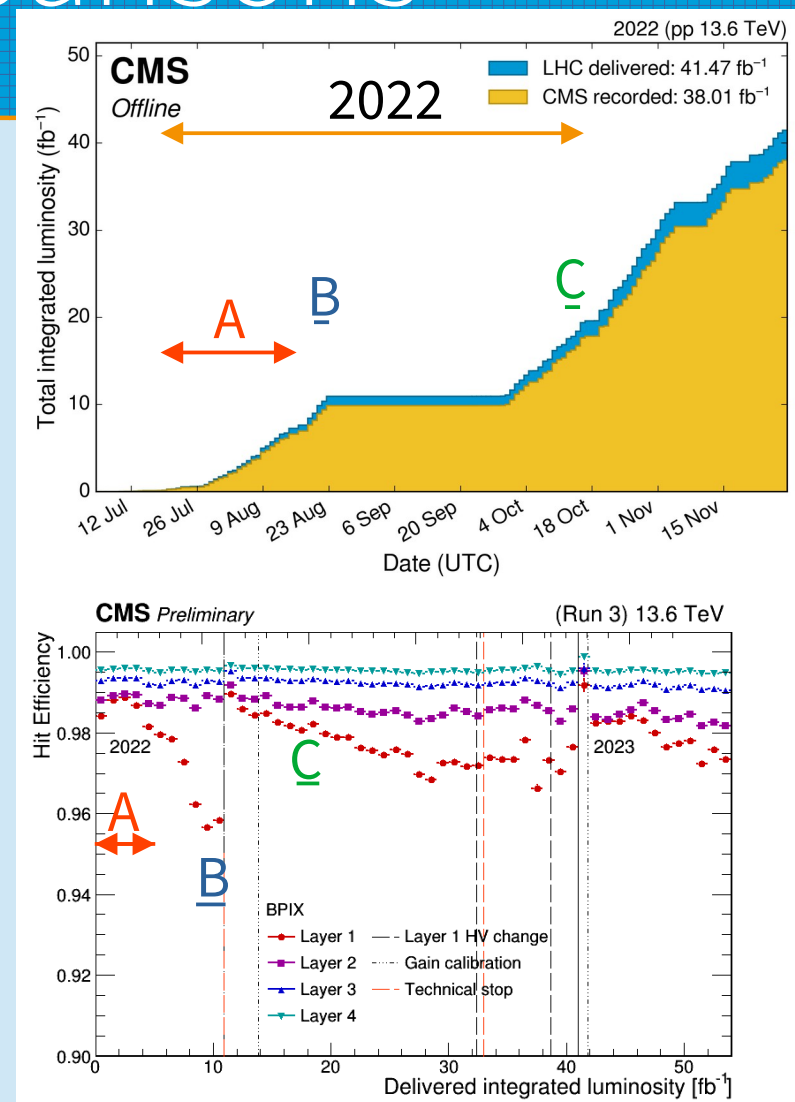 2022 (pp 13.6 TeV)
CMS
Offline
LHC delivered: 41.47 fb⁻¹
CMS recorded: 38.01 fb⁻¹
2022
A
B
C
Total integrated luminosity (fb⁻¹)
50
40
30
20
10
0
12 Jul
26 Jul
9 Aug
23 Aug
6 Sep
20 Sep
4 Oct
18 Oct
1 Nov
15 Nov
Date (UTC)
CMS Preliminary
(Run 3) 13.6 TeV
Hit Efficiency
1.00
0.98
0.96
0.94
0.92
0.90
2022
2023
A
B
C
BPIX
Layer 1
Layer 2
Layer 3
Layer 4
Layer 1 HV change
Gain calibration
Technical stop
0
10
20
30
40
50
Delivered integrated luminosity [fb⁻¹]